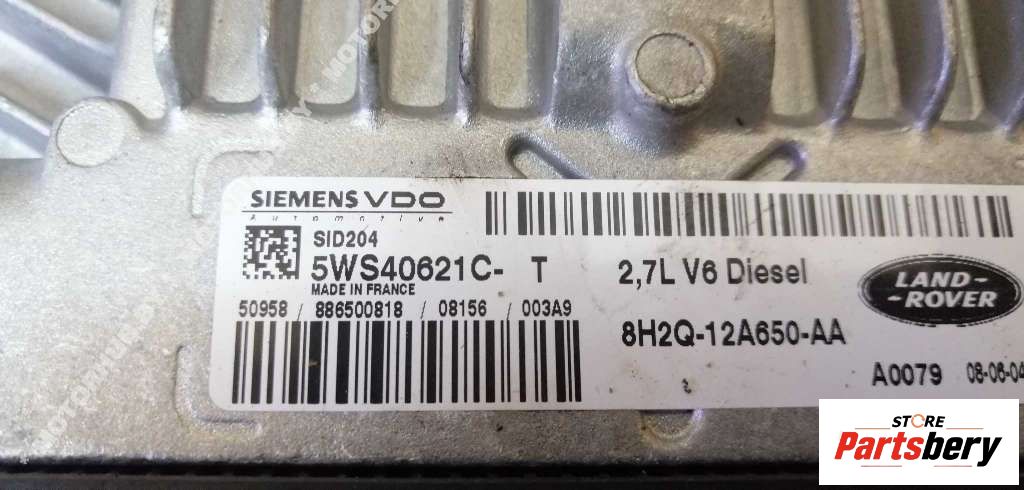 SIEMENS VDO
Automotive
SID204
5WS40621C- T
2,7L V6 Diesel
LAND-
-ROVER
MADE IN FRANCE
50958 / 886500818 / 08156 / 003A9
8H2Q-12A650-AA
A0079 08-06-04
STORE
Partsbery
MOTORHUNGARY